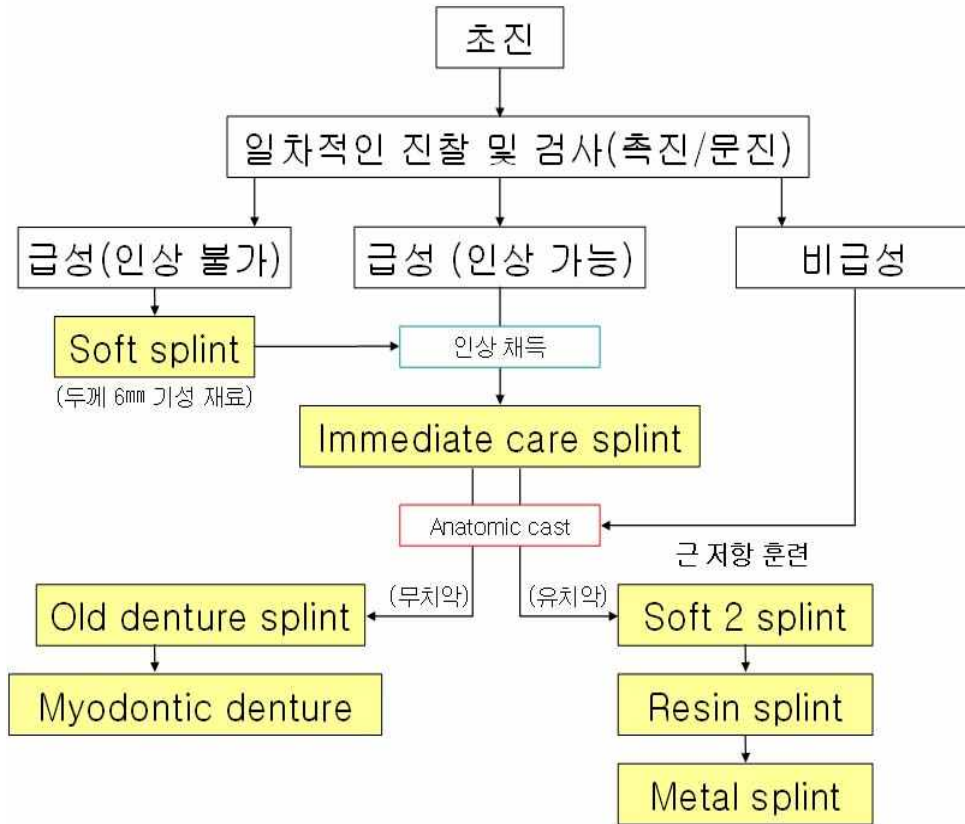 초진
일차적인 진찰 및 검사(촉진/문진)
급성(인상 불가)
급성 (인상 가능)
비급성
Soft splint
인상 채득
(두께 6㎜ 기성 재료)
Immediate care splint
Anatomic cast
근 저항 훈련
(무치악)
(유치악)
Old denture splint
Soft 2 splint
Myodontic denture
Resin splint
Metal splint